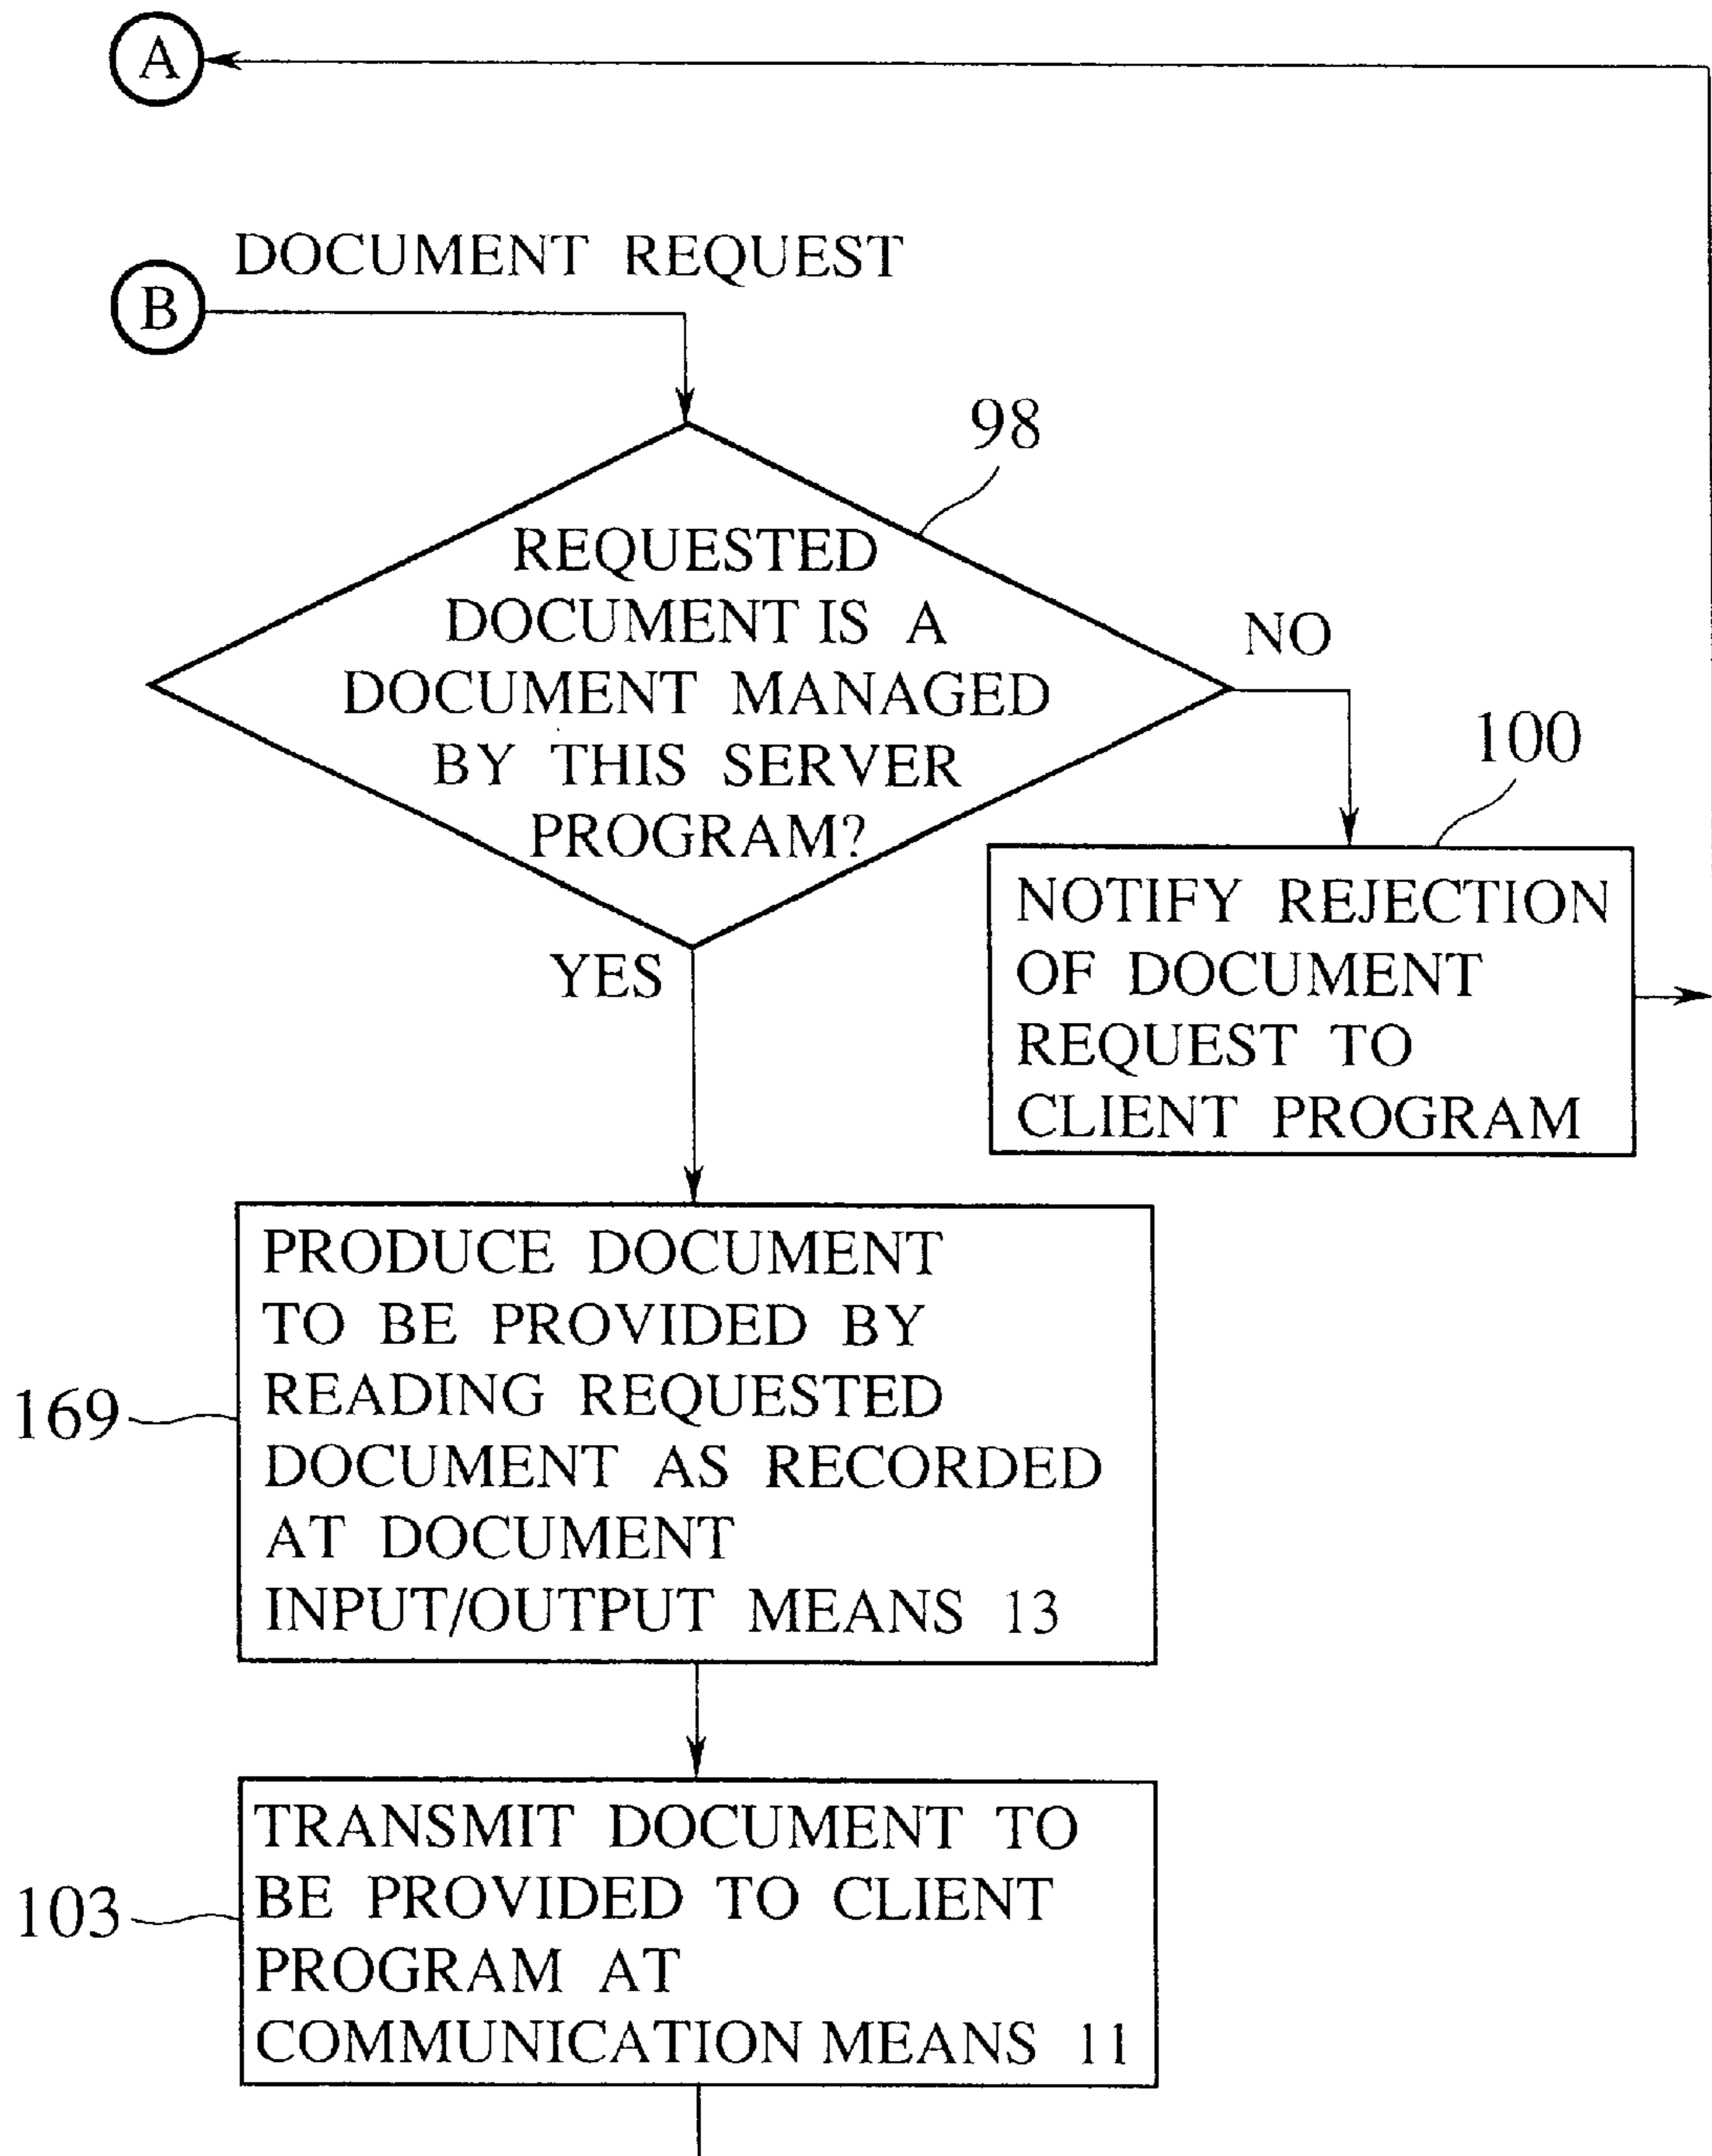 A
DOCUMENT REQUEST
B
98
REQUESTED
DOCUMENT IS A
DOCUMENT MANAGED
BY THIS SERVER
PROGRAM?
NO
100
NOTIFY REJECTION
OF DOCUMENT
REQUEST TO
CLIENT PROGRAM
YES
169
PRODUCE DOCUMENT
TO BE PROVIDED BY
READING REQUESTED
DOCUMENT AS RECORDED
AT DOCUMENT
INPUT/OUTPUT MEANS 13
103
TRANSMIT DOCUMENT TO
BE PROVIDED TO CLIENT
PROGRAM AT
COMMUNICATION MEANS 11